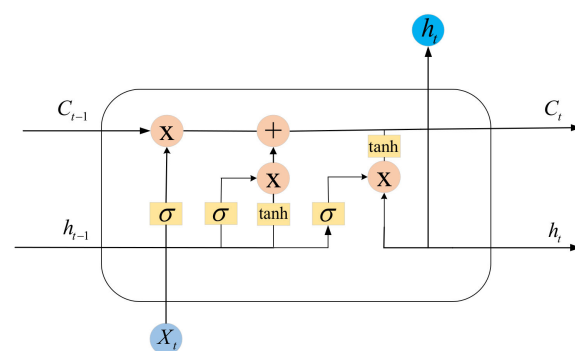 h_t
C_{t-1}
C_t
x
+
tanh
x
x
σ
σ
tanh
σ
h_{t-1}
h_t
X_t